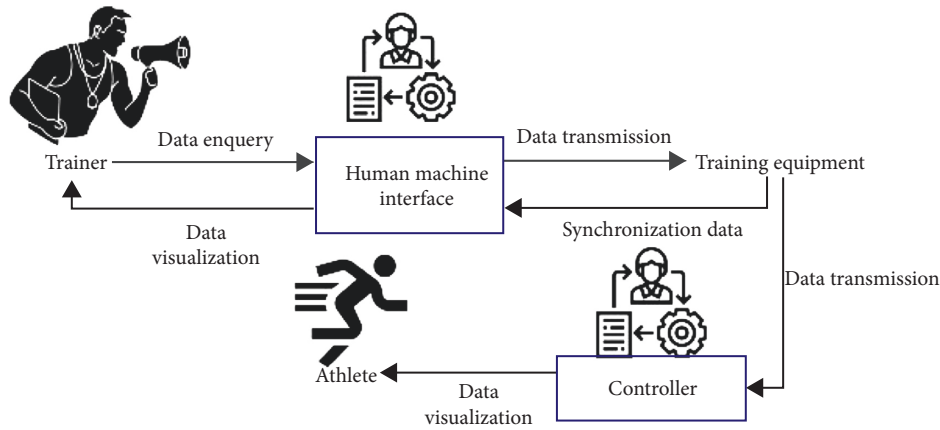 Data enquery
Data transmission
Trainer
Human machine
interface
Training equipment
Data
visualization
Synchronization data
Data transmission
Athlete
Controller
Data
visualization